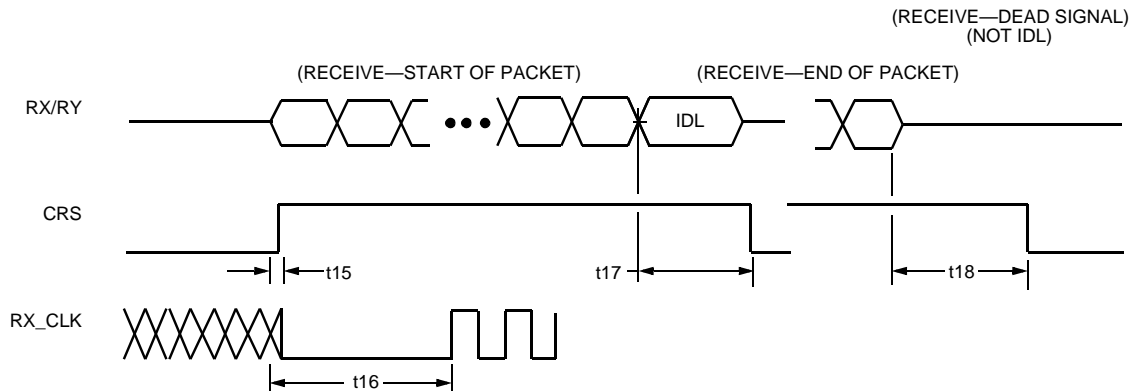 (RECEIVE—DEAD SIGNAL)
(NOT IDL)
(RECEIVE—START OF PACKET)
(RECEIVE—END OF PACKET)
RX/RY
IDL
CRS
t15
t17
t18
RX_CLK
t16